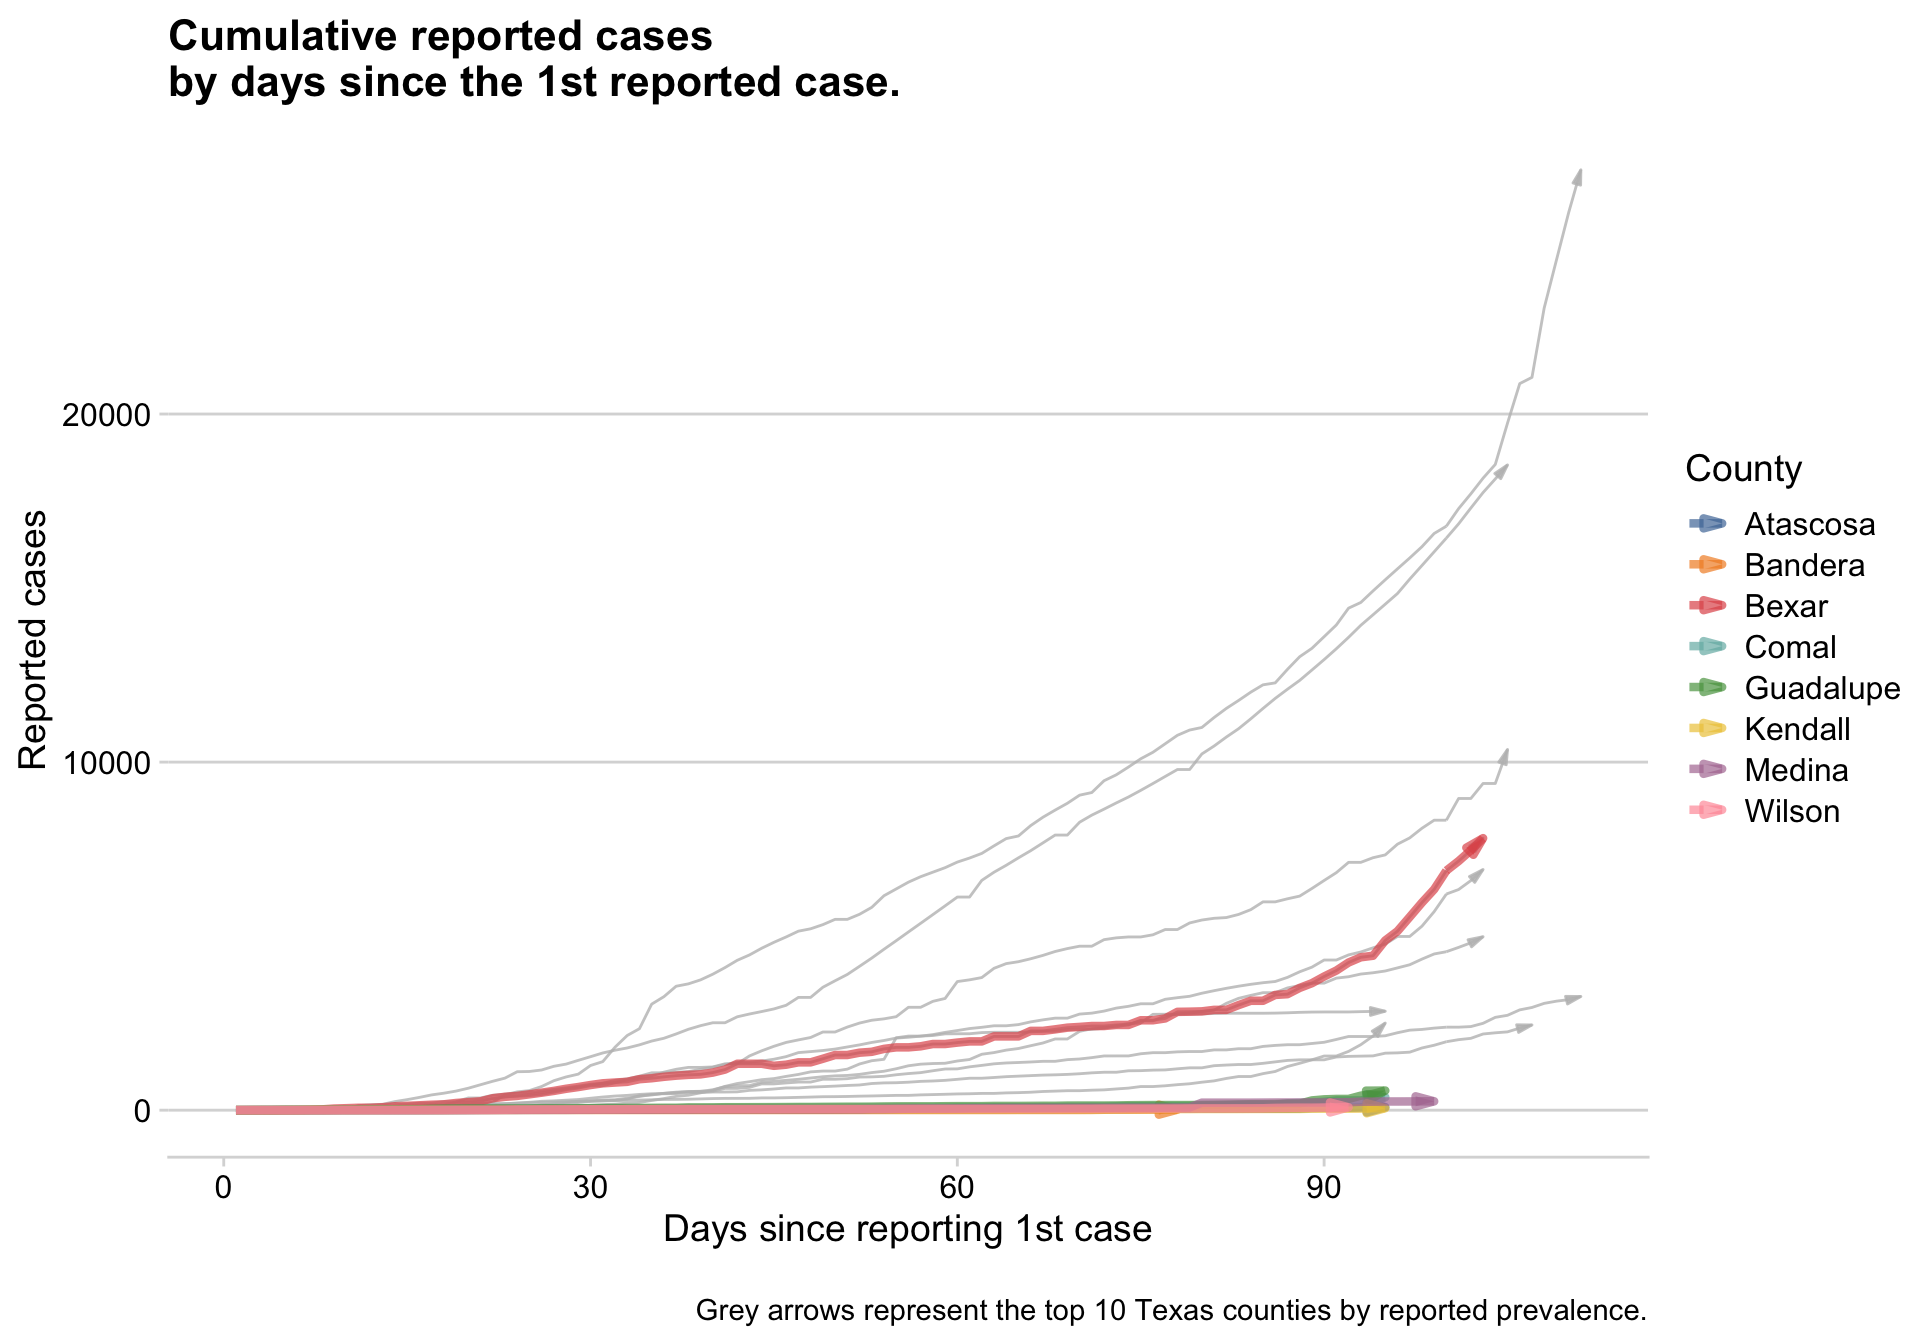 Cumulative reported cases
by days since the 1st reported case.
Reported cases
20000
10000
0
0 30 60 90
Days since reporting 1st case
County
Atascosa
Bandera
Bexar
Comal
Guadalupe
Kendall
Medina
Wilson
Grey arrows represent the top 10 Texas counties by reported prevalence.